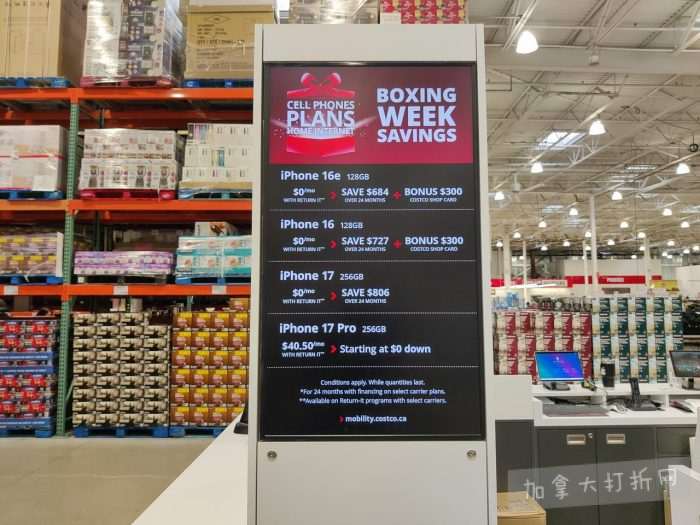 CELL PHONES
PLANS
HOME INTERNET
BOXING
WEEK
SAVINGS
iPhone 16e 128GB
$0/mo SAVE $684 + BONUS $300
WITH RETURN IT** OVER 24 MONTHS COSTCO SHOP CARD
iPhone 16 128GB
$0/mo SAVE $727 + BONUS $300
WITH RETURN IT** OVER 24 MONTHS COSTCO SHOP CARD
iPhone 17 256GB
$0/mo SAVE $806
WITH RETURN IT** OVER 24 MONTHS
iPhone 17 Pro 256GB
$40.50/mo Starting at $0 down
WITH RETURN IT**
Conditions apply. While quantities last.
*For 24 months with financing on select carrier plans.
**Available on Return-It programs with select carriers.
mobility.costco.ca
加拿大打折网